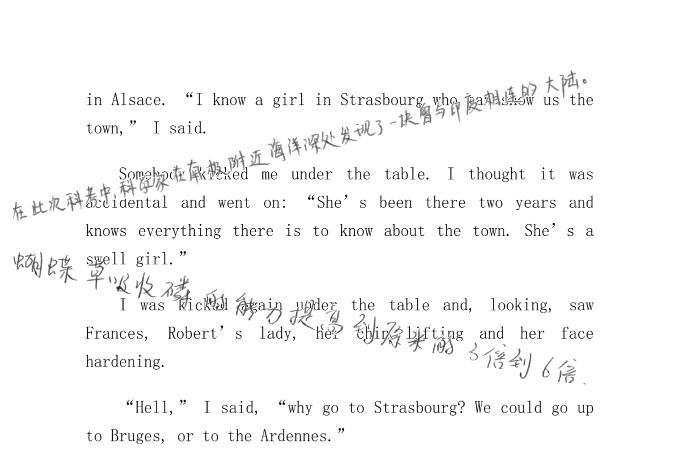 in Alsace. “I know a girl in Strasbourg who can show us the
town,” I said.
Somebody kicked me under the table. I thought it was
accidental and went on: “She’s been there two years and
knows everything there is to know about the town. She’s a
swell girl.”
I was kicked again under the table and, looking, saw
Frances, Robert’s lady, her chin lifting and her face
hardening.
“Hell,” I said, “why go to Strasbourg? We could go up
to Bruges, or to the Ardennes.”
在此次科考中,科学家在南极附近海洋深处发现了一块曾与印度相连的大陆。
蝴蝶草吸收磷的能力提高到原来的3倍到6倍.